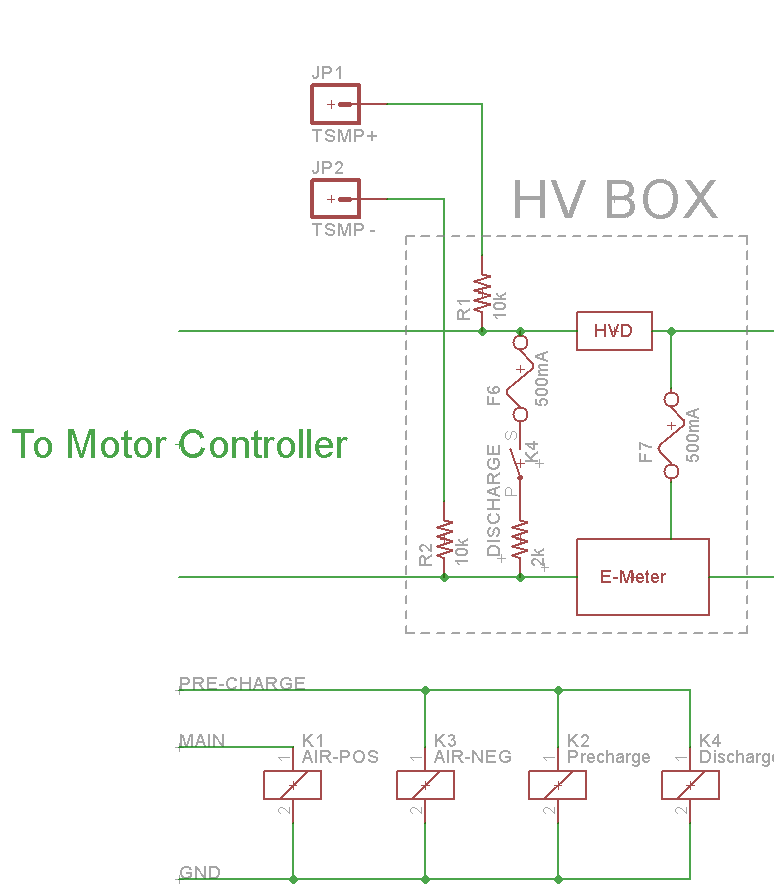 JP1
TSMP+
JP2
TSMP -
HV BOX
R1
10k
HVD
F6
500mA
To Motor Controller
S
K4
P
DISCHARGE
F7
500mA
R2
10k
2k
E-Meter
PRE-CHARGE
MAIN
K1
AIR-POS
1
2
K3
AIR-NEG
1
2
K2
Precharge
1
2
K4
Discharge
1
2
GND